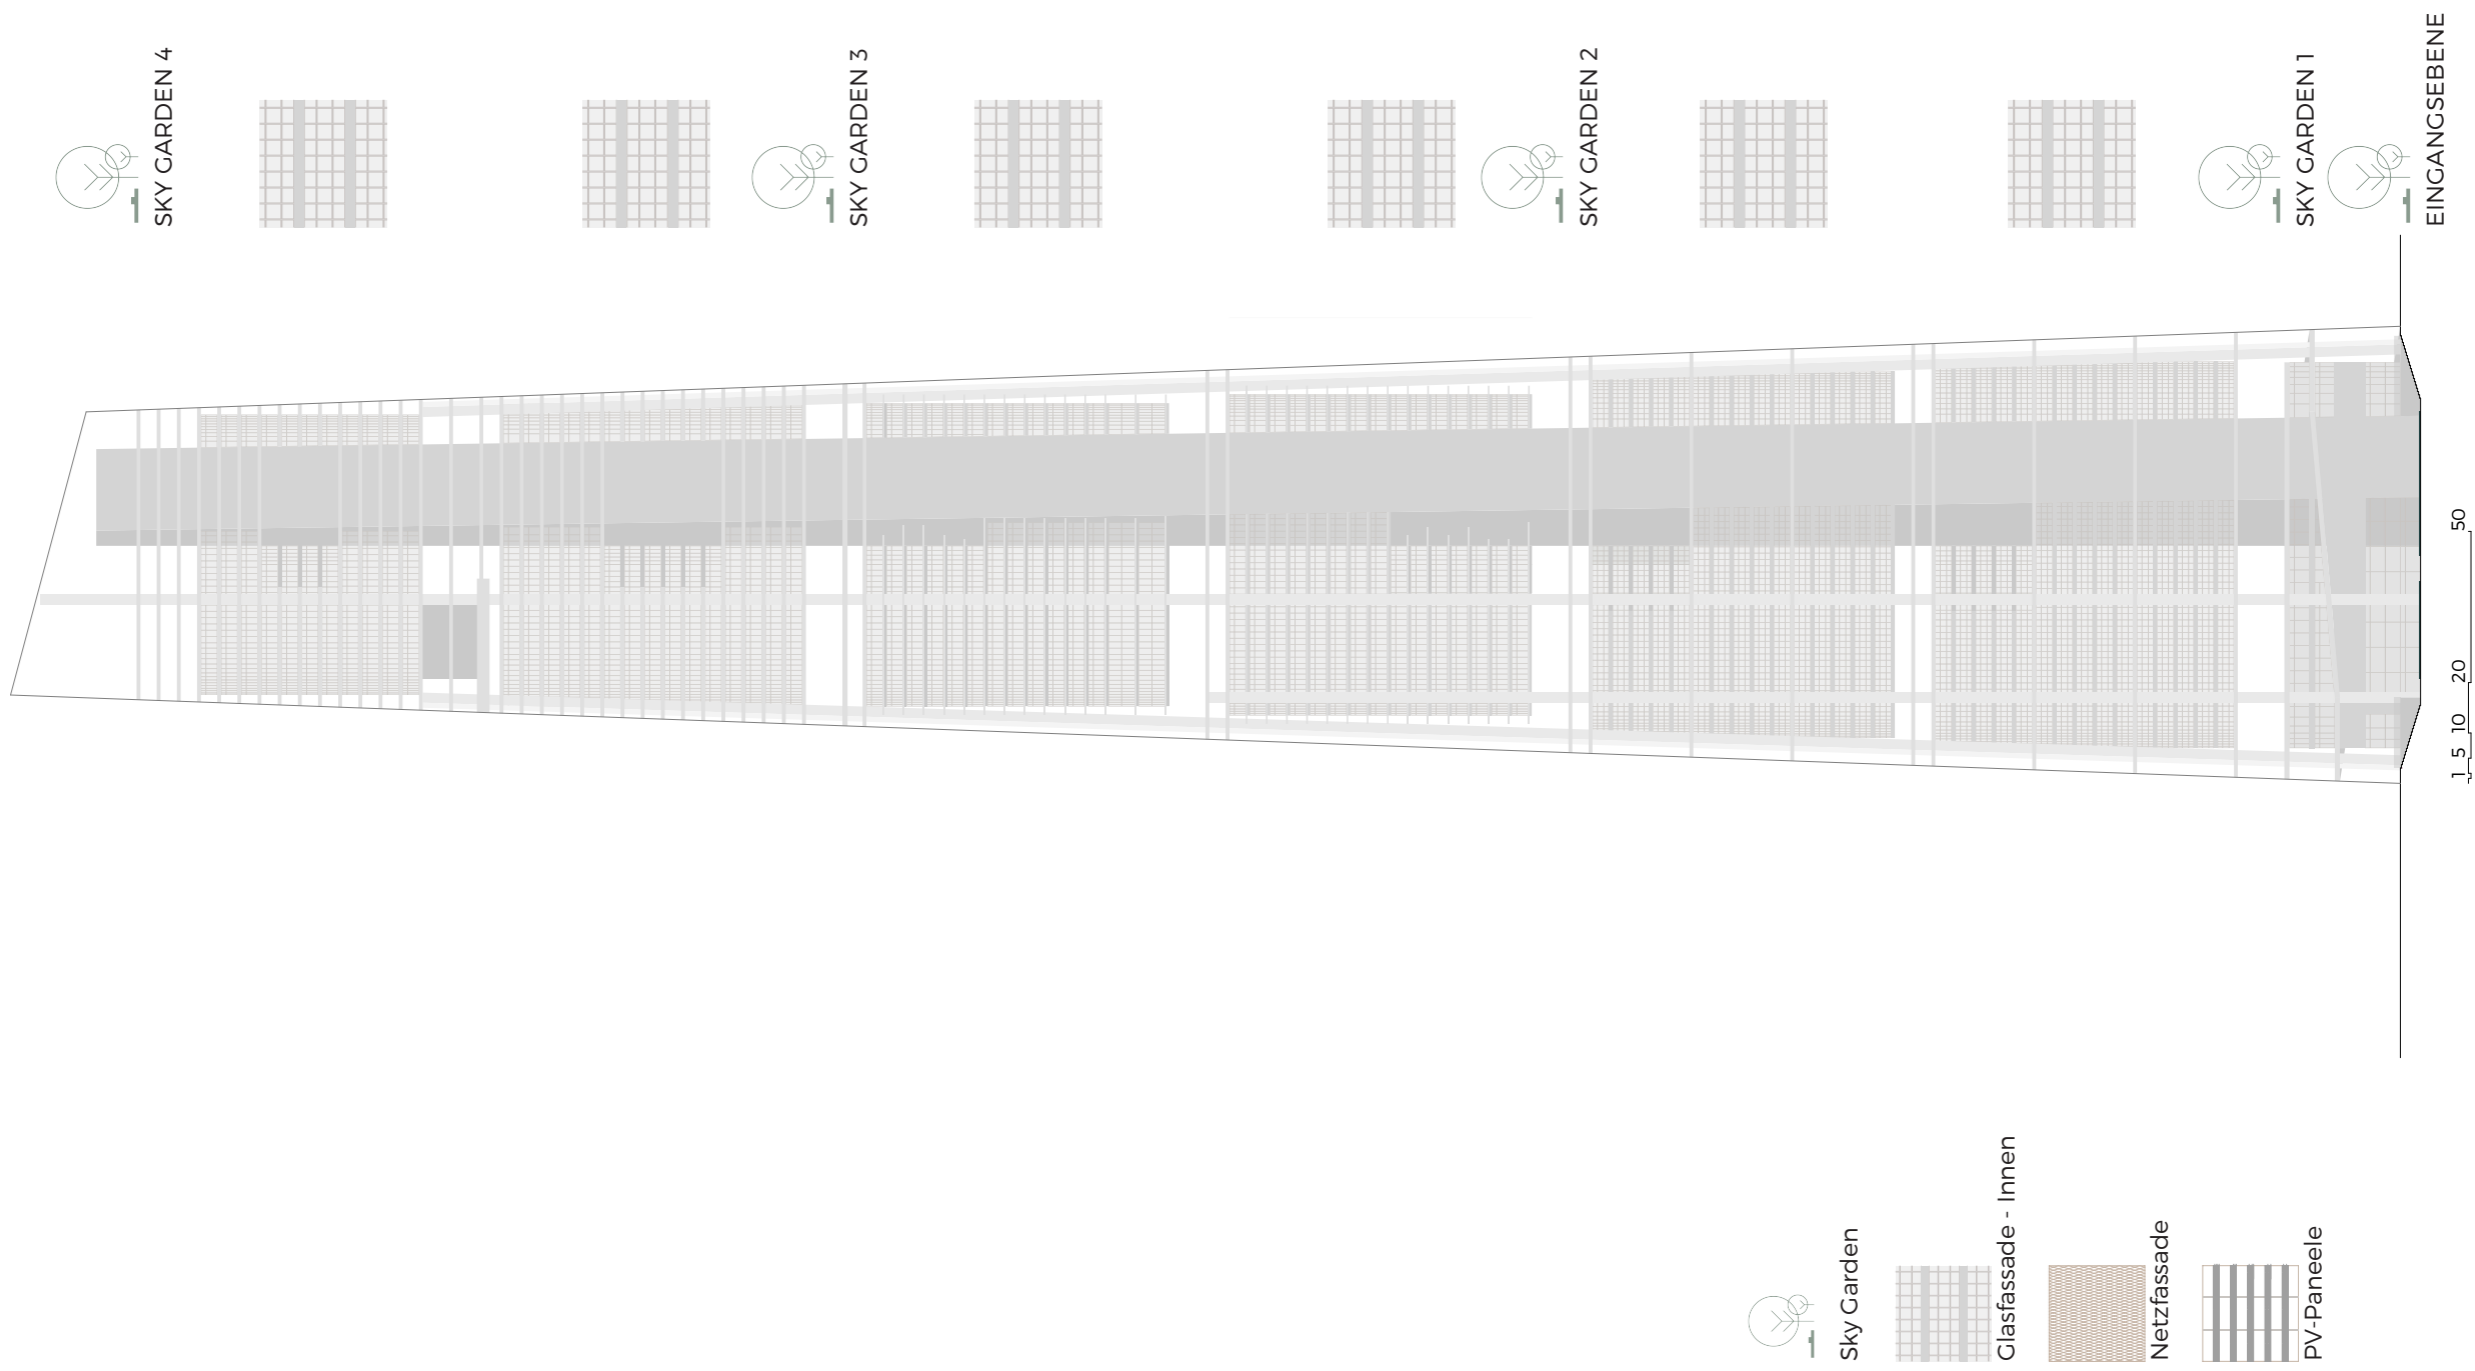 SKY GARDEN 4
SKY GARDEN 3
SKY GARDEN 2
SKY GARDEN 1
EINGANGSEBENE
1 5 10 20 50
Sky Garden
Glasfassade - Innen
Netzfassade
PV-Paneele